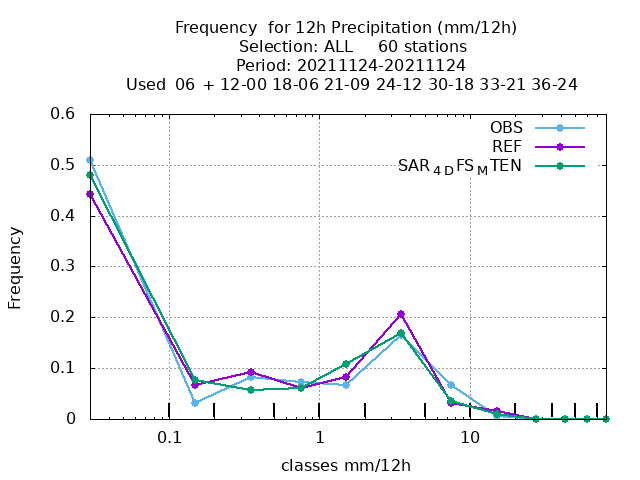 Frequency  for 12h Precipitation (mm/12h)
Selection: ALL     60 stations
Period: 20211124-20211124
Used  06 + 12-00 18-06 21-09 24-12 30-18 33-21 36-24
0.6
0.5
0.4
0.3
0.2
0.1
0
Frequency
OBS
REF
SAR4DFSMTEN
0.1
1
10
classes mm/12h